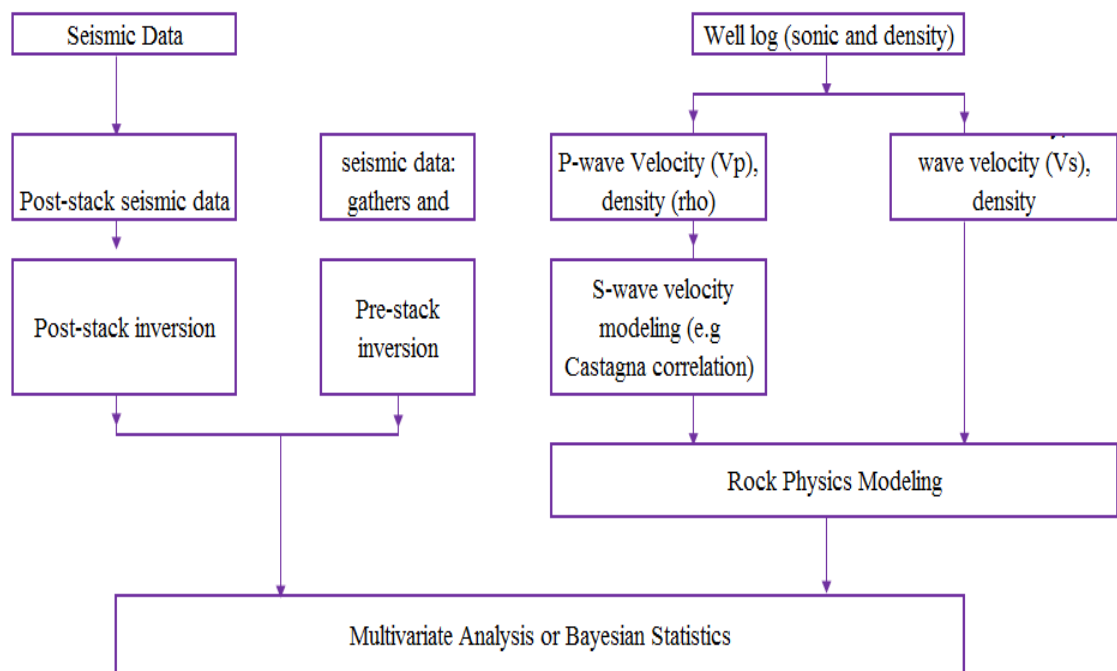 Seismic Data
Well log (sonic and density)
Post-stack seismic data
seismic data:
gathers and
P-wave Velocity (Vp),
density (rho)
wave velocity (Vs),
density
Post-stack inversion
Pre-stack
inversion
S-wave velocity
modeling (e.g
Castagna correlation)
Rock Physics Modeling
Multivariate Analysis or Bayesian Statistics